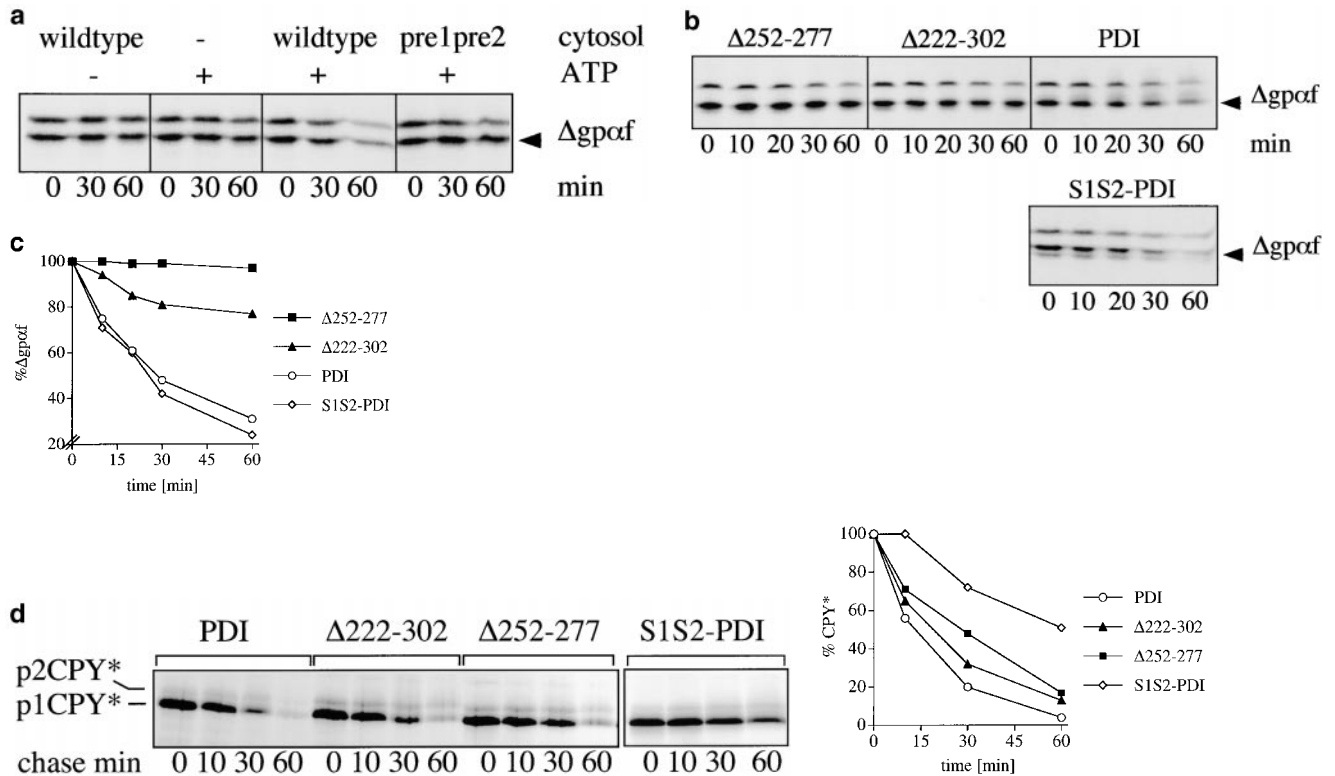 a
wildtype - wildtype pre1pre2 cytosol
- + + + ATP
Δgpαf
0 30 60 0 30 60 0 30 60 0 30 60 min
b
Δ252-277 Δ222-302 PDI
Δgpαf
0 10 20 30 60 0 10 20 30 60 0 10 20 30 60 min
S1S2-PDI
Δgpαf
0 10 20 30 60
c
100
80
60
40
20
%Δgpαf
0 15 30 45 60
time [min]
Δ252-277
Δ222-302
PDI
S1S2-PDI
d
PDI Δ222-302 Δ252-277 S1S2-PDI
p2CPY*
p1CPY*
chase min 0 10 30 60 0 10 30 60 0 10 30 60 0 10 30 60
100
80
60
40
20
0
% CPY*
0 15 30 45 60
time [min]
PDI
Δ222-302
Δ252-277
S1S2-PDI